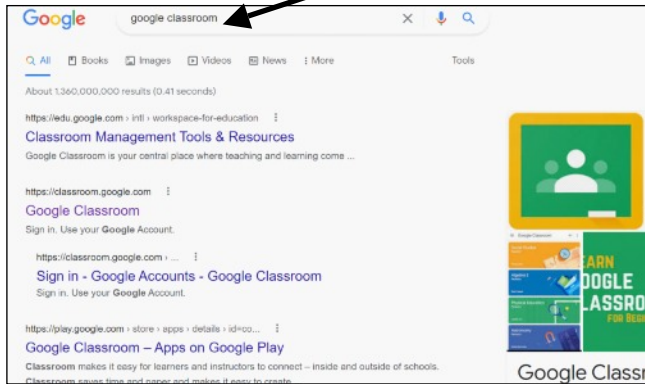 Google
google classroom
All Books Images Videos News More Tools
About 1,360,000,000 results (0.41 seconds)
https://edu.google.com › intl › workspace-for-education
Classroom Management Tools & Resources
Google Classroom is your central place where teaching and learning come ...
https://classroom.google.com
Google Classroom
Sign in. Use your Google Account.
https://classroom.google.com › ...
Sign in - Google Accounts - Google Classroom
Sign in. Use your Google Account.
https://play.google.com › store › apps › details › id=co...
Google Classroom – Apps on Google Play
Classroom makes it easy for learners and instructors to connect – inside and outside of schools.
Classroom saves time and paper and makes it easy to create
EARN
OOGLE
LASSRO
FOR BEG
Google Classr